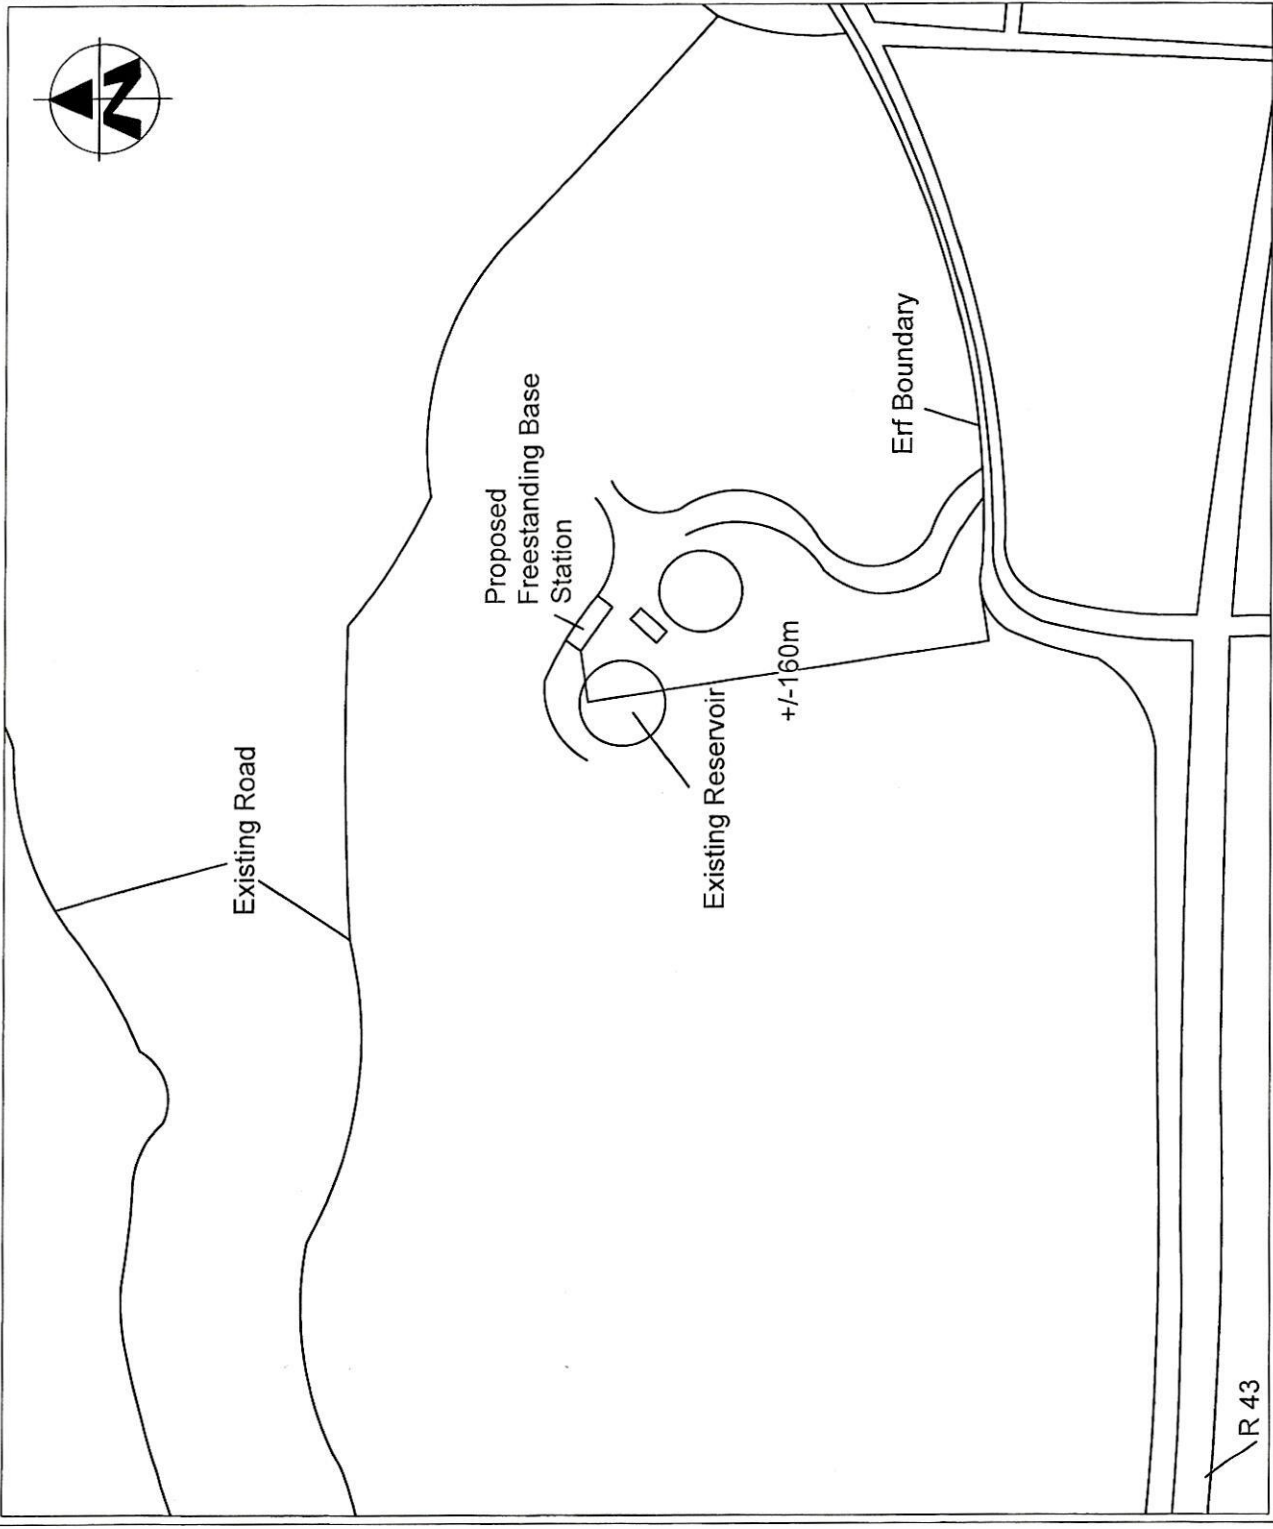 N
Existing Road
Proposed
Freestanding Base
Station
Existing Reservoir
+/-160m
Erf Boundary
R 43